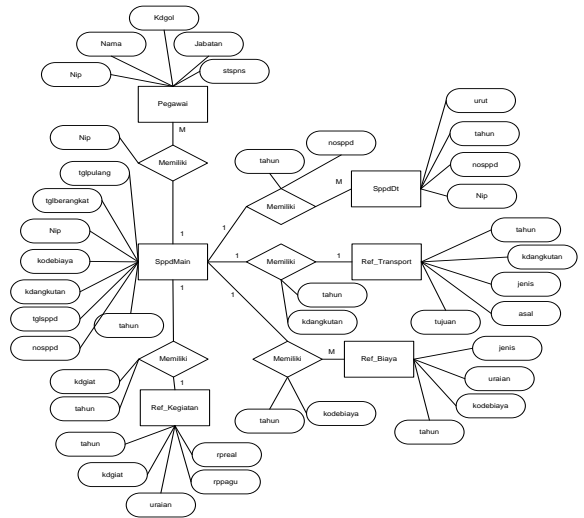 Kdgol
Nama
Jabatan
Nip
stspns
Pegawai
M
Nip
Memiliki
1
tglpulang
tglberangkat
Nip
kodebiaya
kdangkutan
tglsppd
nosppd
tahun
SppdMain
nosppd
tahun
1
Memiliki
M
SppdDt
urut
tahun
nosppd
Nip
1
Memiliki
1
Ref_Transport
tahun
kdangkutan
tahun
kdangkutan
jenis
asal
tujuan
1
Memiliki
M
Ref_Biaya
tahun
kodebiaya
jenis
uraian
kodebiaya
tahun
1
Memiliki
1
kdgiat
tahun
Ref_Kegiatan
tahun
kdgiat
uraian
rppagu
rpreal